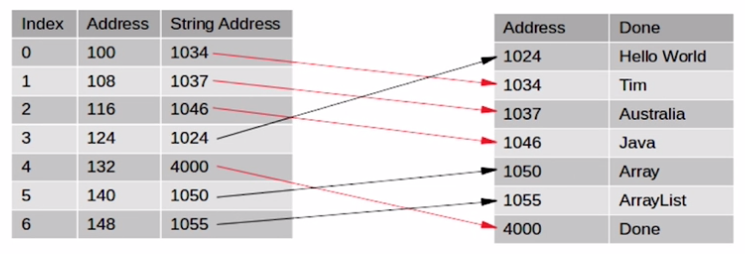 Index Address String Address
0 100 1034
1 108 1037
2 116 1046
3 124 1024
4 132 4000
5 140 1050
6 148 1055
Address Done
1024 Hello World
1034 Tim
1037 Australia
1046 Java
1050 Array
1055 ArrayList
4000 Done